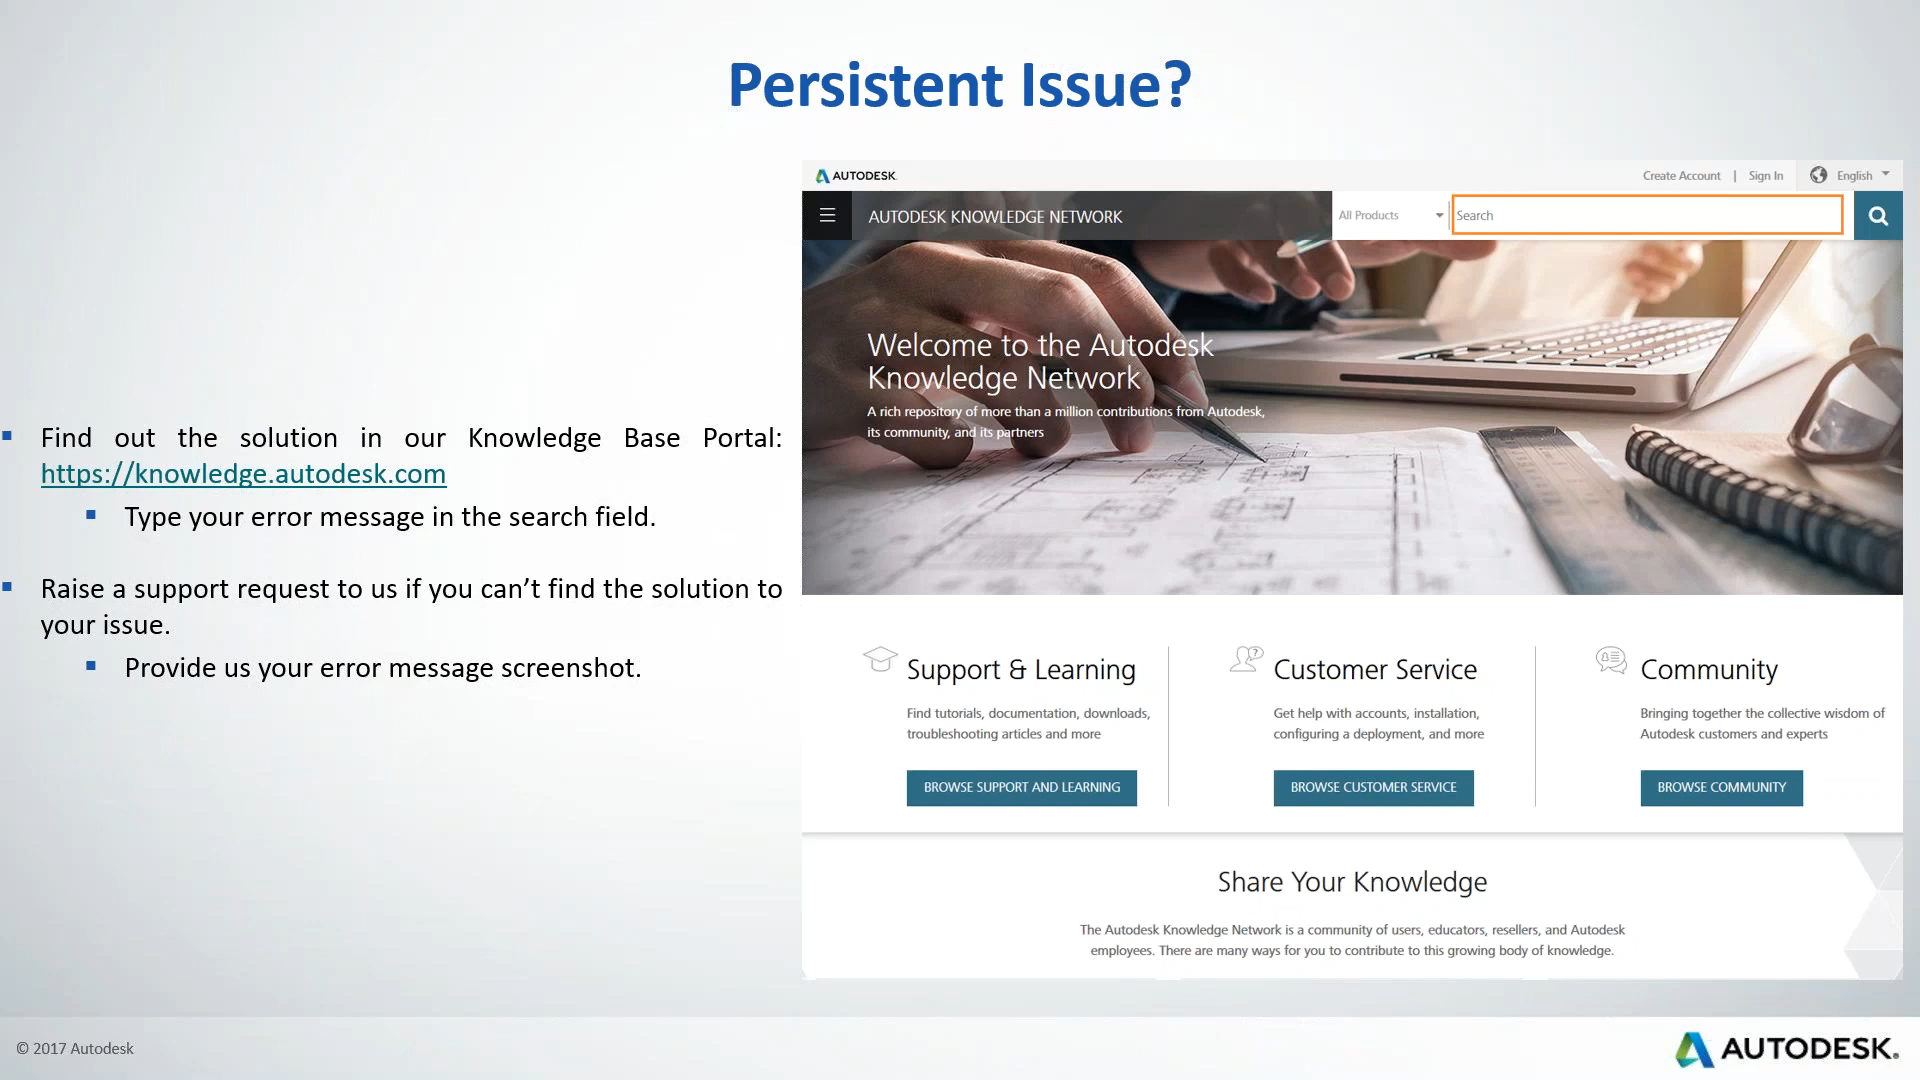 Persistent Issue?
Find out the solution in our Knowledge Base Portal:
https://knowledge.autodesk.com
Type your error message in the search field.
Raise a support request to us if you can’t find the solution to
your issue.
Provide us your error message screenshot.
AUTODESK.
Create Account | Sign In English
AUTODESK KNOWLEDGE NETWORK
All Products
Search
Welcome to the Autodesk
Knowledge Network
A rich repository of more than a million contributions from Autodesk,
its community, and its partners
Support & Learning
Find tutorials, documentation, downloads,
troubleshooting articles and more
BROWSE SUPPORT AND LEARNING
Customer Service
Get help with accounts, installation,
configuring a deployment, and more
BROWSE CUSTOMER SERVICE
Community
Bringing together the collective wisdom of
Autodesk customers and experts
BROWSE COMMUNITY
Share Your Knowledge
The Autodesk Knowledge Network is a community of users, educators, resellers, and Autodesk
employees. There are many ways for you to contribute to this growing body of knowledge.
© 2017 Autodesk
AUTODESK.